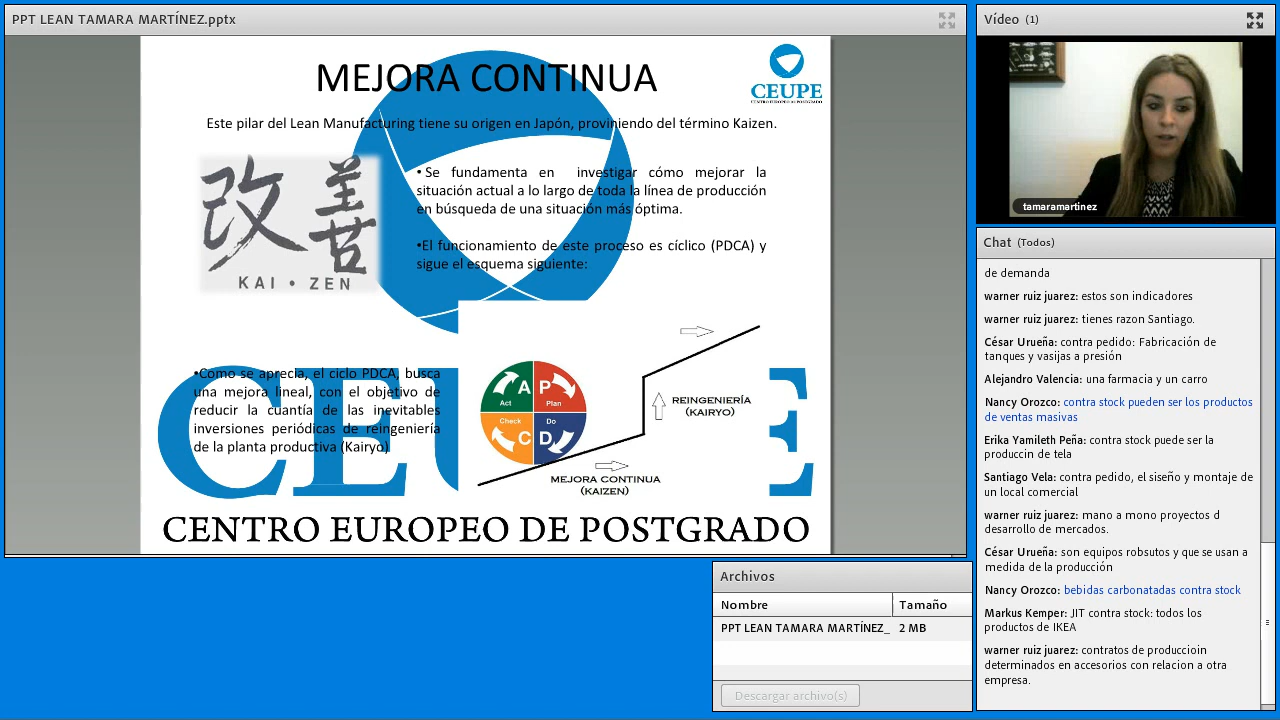 PPT LEAN TAMARA MARTÍNEZ.pptx
MEJORA CONTINUA
CEUPE
CENTRO EUROPEO DE POSTGRADO
Este pilar del Lean Manufacturing tiene su origen en Japón, proviniendo del término Kaizen.
改善
KAI • ZEN
• Se fundamenta en investigar cómo mejorar la
situación actual a lo largo de toda la línea de producción
en búsqueda de una situación más óptima.
•El funcionamiento de este proceso es cíclico (PDCA) y
sigue el esquema siguiente:
•Como se aprecia, el ciclo PDCA, busca
una mejora lineal, con el objetivo de
reducir la cuantía de las inevitables
inversiones periódicas de reingeniería
de la planta productiva (Kairyo)
A P
Act Plan
Check Do
C D
REINGENIERÍA
(KAIRYO)
MEJORA CONTINUA
(KAIZEN)
CEUPE
CENTRO EUROPEO DE POSTGRADO
Vídeo (1)
tamaramartinez
Chat (Todos)
de demanda
warner ruiz juarez: estos son indicadores
warner ruiz juarez: tienes razon Santiago.
César Urueña: contra pedido: Fabricación de
tanques y vasijas a presión
Alejandro Valencia: una farmacia y un carro
Nancy Orozco: contra stock pueden ser los productos
de ventas masivas
Erika Yamileth Peña: contra stock puede ser la
produccin de tela
Santiago Vela: contra pedido, el siseño y montaje de
un local comercial
warner ruiz juarez: mano a mono proyectos d
desarrollo de mercados.
César Urueña: son equipos robsutos y que se usan a
medida de la producción
Nancy Orozco: bebidas carbonatadas contra stock
Markus Kemper: JIT contra stock: todos los
productos de IKEA
warner ruiz juarez: contratos de produccioin
determinados en accesorios con relacion a otra
empresa.
Archivos
Nombre Tamaño
PPT LEAN TAMARA MARTÍNEZ_ 2 MB
Descargar archivo(s)